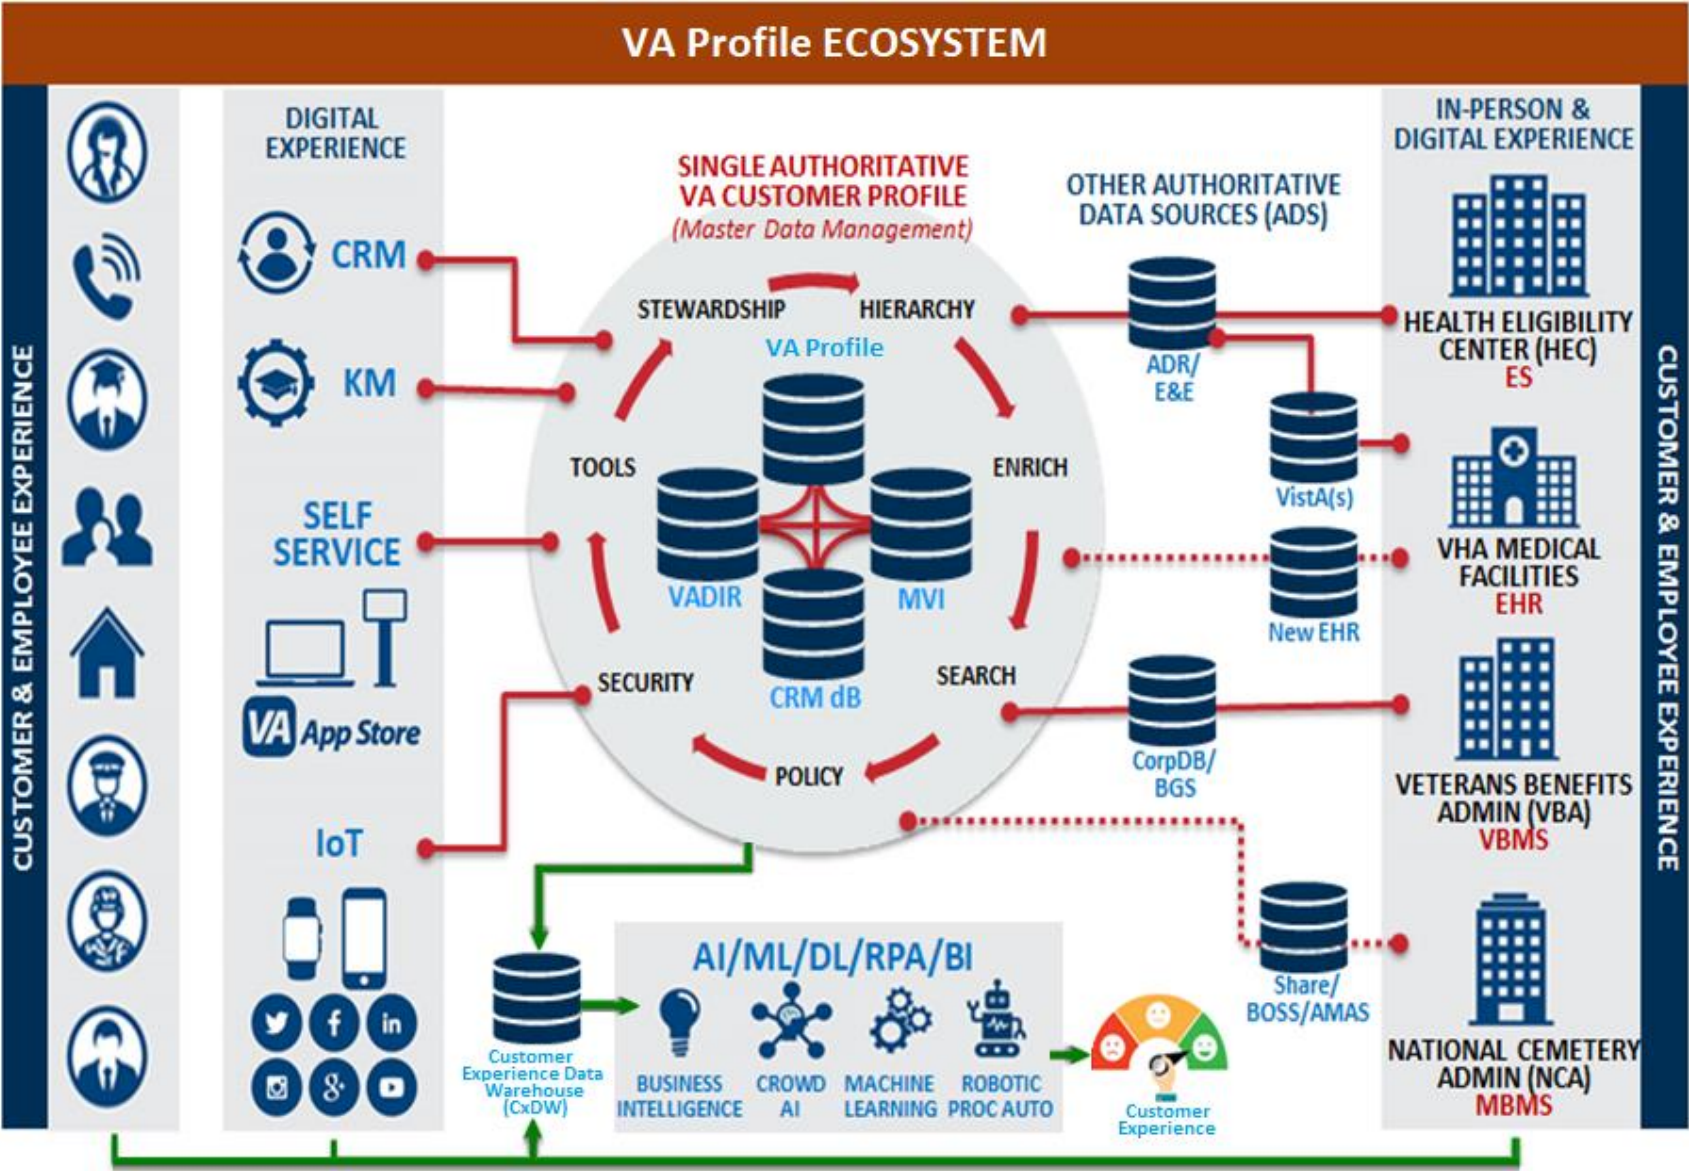 VA Profile ECOSYSTEM
CUSTOMER & EMPLOYEE EXPERIENCE
DIGITAL
EXPERIENCE
CRM
KM
SELF
SERVICE
VA App Store
IoT
SINGLE AUTHORITATIVE
VA CUSTOMER PROFILE
(Master Data Management)
STEWARDSHIP
HIERARCHY
VA Profile
TOOLS
ENRICH
VADIR
MVI
SECURITY
SEARCH
CRM dB
POLICY
OTHER AUTHORITATIVE
DATA SOURCES (ADS)
ADR/
E&E
VistA(s)
New EHR
CorpDB/
BGS
Share/
BOSS/AMAS
IN-PERSON &
DIGITAL EXPERIENCE
HEALTH ELIGIBILITY
CENTER (HEC)
ES
VHA MEDICAL
FACILITIES
EHR
VETERANS BENEFITS
ADMIN (VBA)
VBMS
NATIONAL CEMETERY
ADMIN (NCA)
MBMS
CUSTOMER & EMPLOYEE EXPERIENCE
Customer
Experience Data
Warehouse
(CxDW)
AI/ML/DL/RPA/BI
BUSINESS
INTELLIGENCE
CROWD
AI
MACHINE
LEARNING
ROBOTIC
PROC AUTO
Customer
Experience
f
in
g+